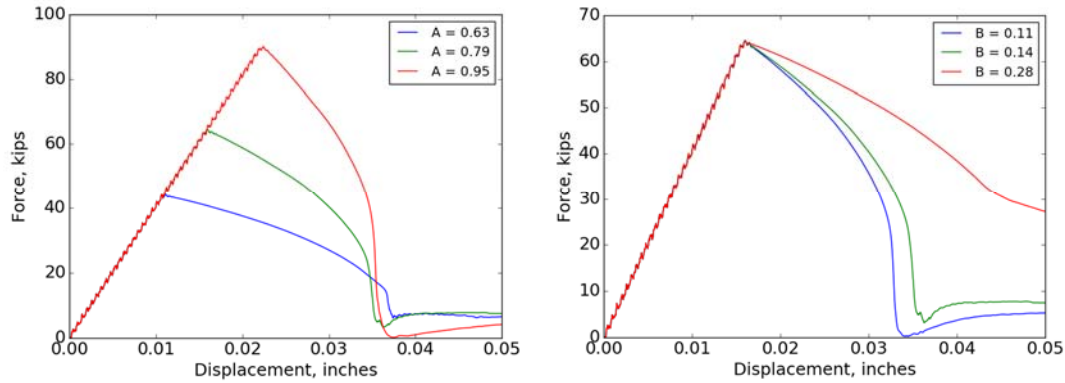 100
80
60
40
20
0
Force, kips
A = 0.63
A = 0.79
A = 0.95
0.00 0.01 0.02 0.03 0.04 0.05
Displacement, inches
70
60
50
40
30
20
10
0
Force, kips
B = 0.11
B = 0.14
B = 0.28
0.00 0.01 0.02 0.03 0.04 0.05
Displacement, inches